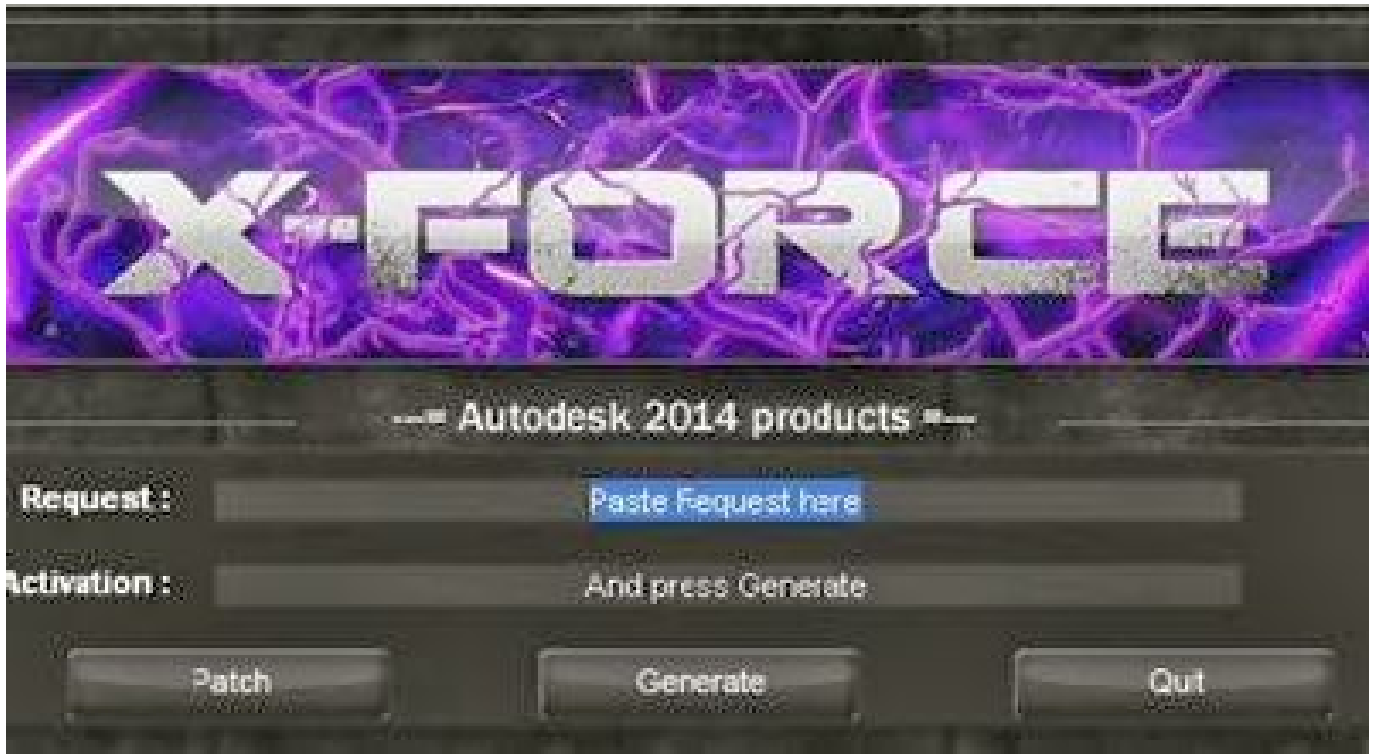 X-FORCE
---= Autodesk 2014 products =---
Request : Paste Request here
Activation : And press Generate
Patch Generate Quit